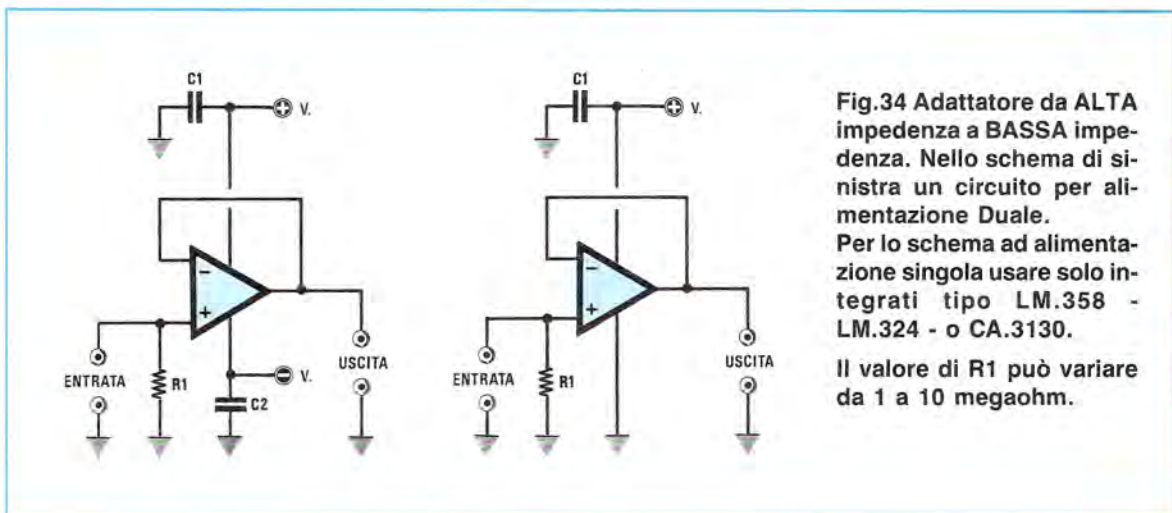 C1
V.
ENTRATA
R1
V.
C2
USCITA
C1
V.
ENTRATA
R1
USCITA
Fig.34 Adattatore da ALTA
impedenza a BASSA impe-
denza. Nello schema di si-
nistra un circuito per ali-
mentazione Duale.
Per lo schema ad alimenta-
zione singola usare solo in-
tegrati tipo LM.358 -
LM.324 - o CA.3130.
Il valore di R1 può variare
da 1 a 10 megaohm.